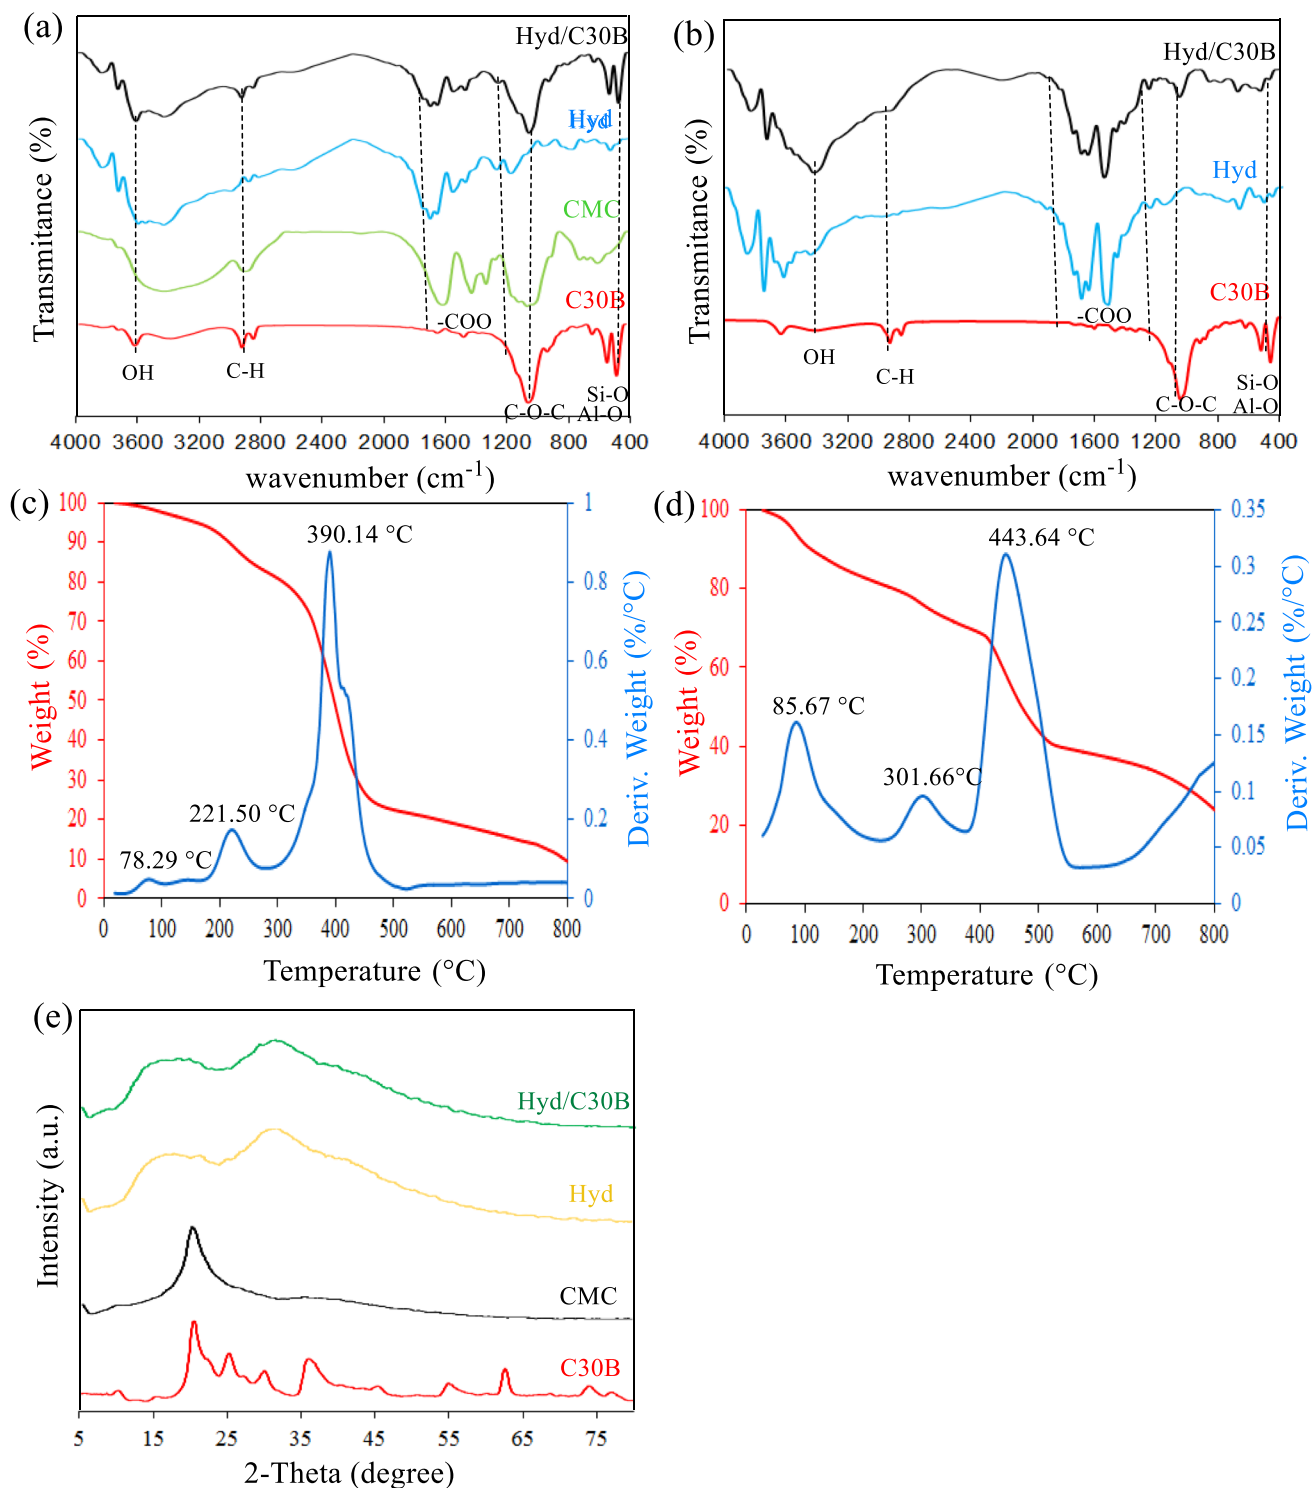 (a)
Hyd/C30B
Hyd
Hyd
CMC
C30B
-COO
OH
C-H
Si-O
C-O-C
Al-O
Transmitance (%)
4000 3600 2800 2000 1600 1200 800 400
wavenumber (cm-1)
(b)
Hyd/C30B
Hyd
C30B
-COO
OH
C-H
Si-O
C-O-C
Al-O
Transmitance (%)
4000 3600 2800 2000 1600 1200 800 400
wavenumber (cm-1)
(c)
100
90
80
70
60
50
40
30
20
10
0
Weight (%)
390.14 °C
221.50 °C
78.29 °C
1
0.8
0.6
0.4
0.2
0
Deriv. Weight (%/°C)
0 100 200 300 400 500 600 700 800
Temperature (°C)
(d)
100
80
60
40
20
0
Weight (%)
443.64 °C
85.67 °C
301.66°C
0.35
0.3
0.25
0.2
0.15
0.1
0.05
0
Deriv. Weight (%/°C)
0 100 200 300 400 500 600 700 800
Temperature (°C)
(e)
Hyd/C30B
Hyd
CMC
C30B
Intensity (a.u.)
5 15 25 35 45 55 65 75
2-Theta (degree)